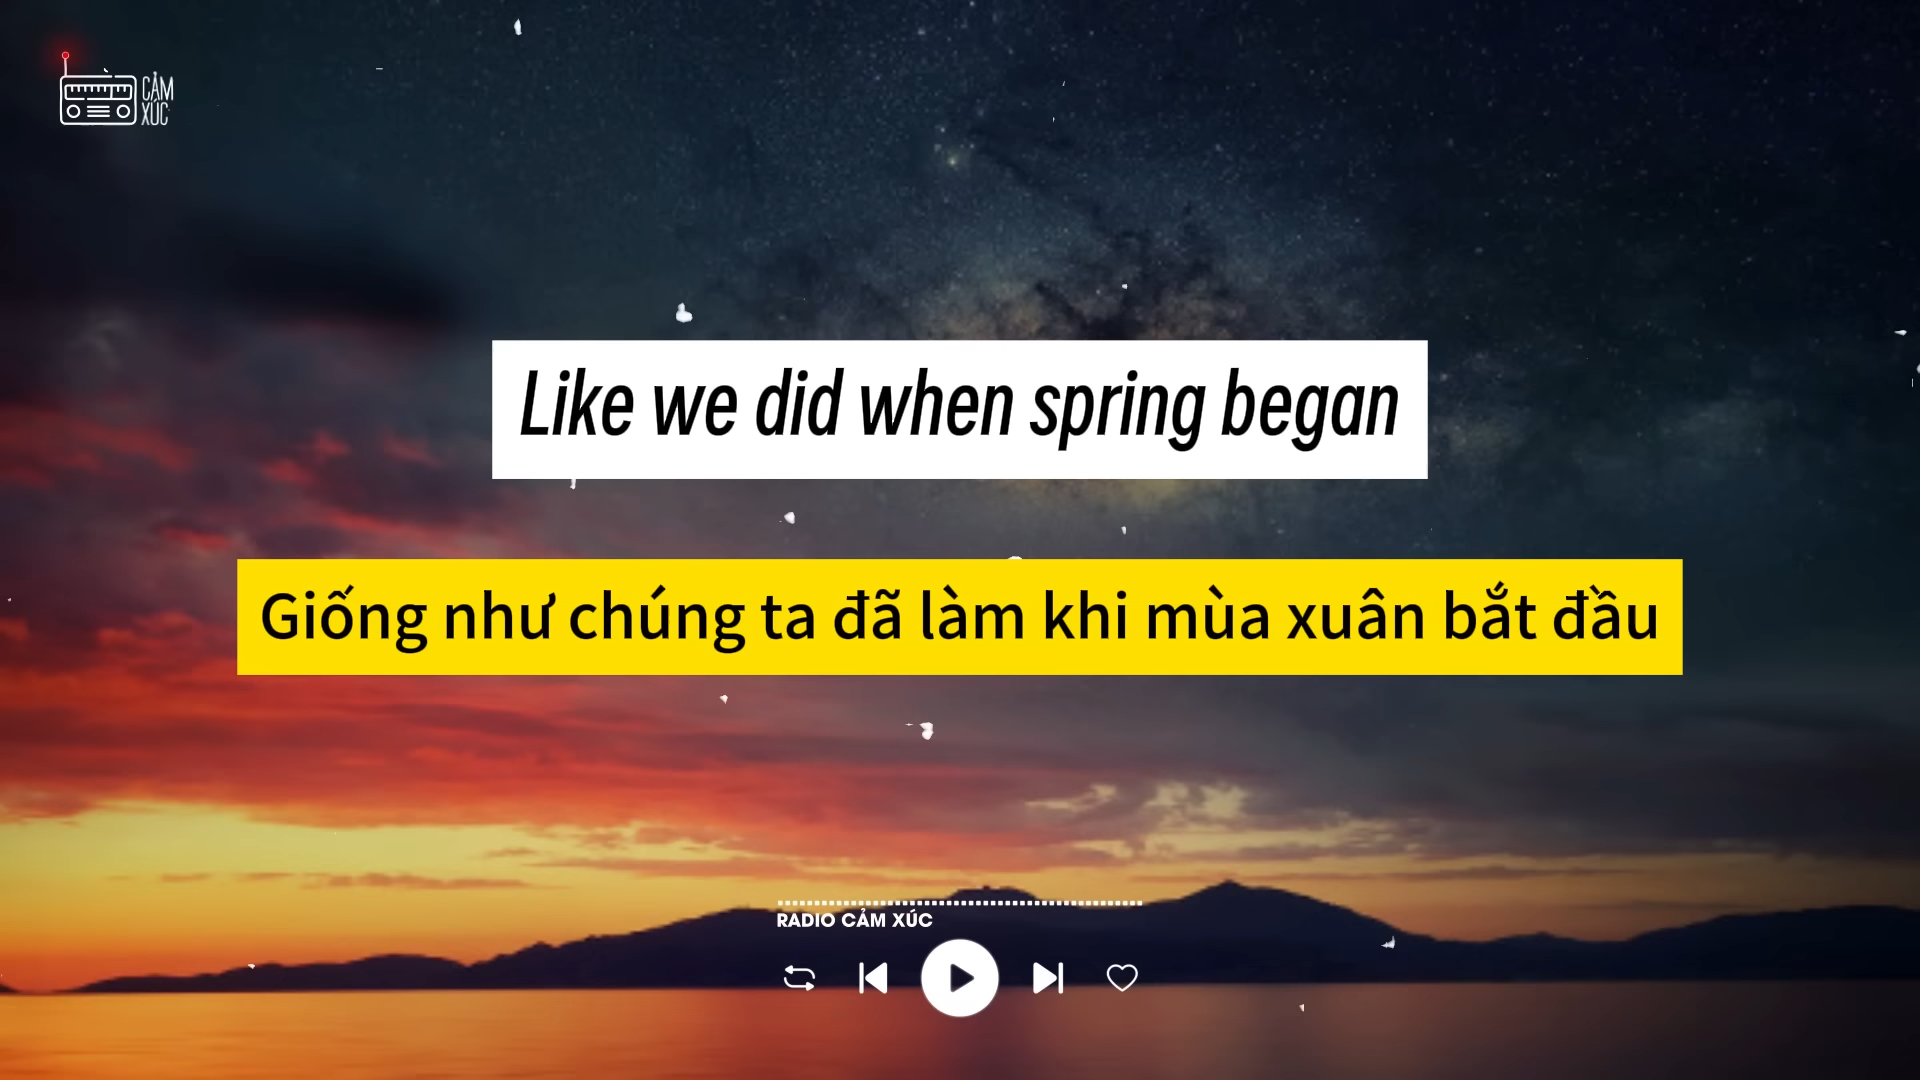 CẢM
XÚC
Like we did when spring began
Giống như chúng ta đã làm khi mùa xuân bắt đầu
RADIO CẢM XÚC